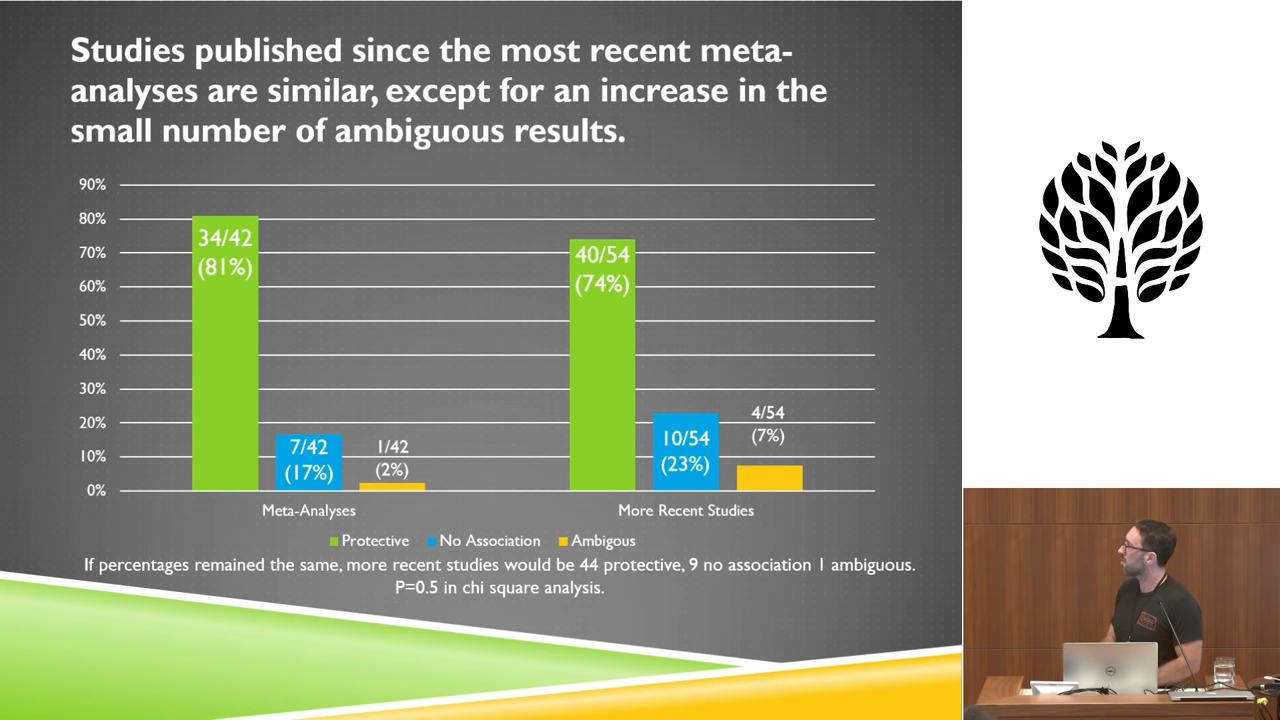 Studies published since the most recent meta-
analyses are similar, except for an increase in the
small number of ambiguous results.
90%
80%
70%
60%
50%
40%
30%
20%
10%
0%
34/42
(81%)
7/42
(17%)
1/42
(2%)
40/54
(74%)
10/54
(23%)
4/54
(7%)
Meta-Analyses
More Recent Studies
Protective
No Association
Ambigous
If percentages remained the same, more recent studies would be 44 protective, 9 no association 1 ambiguous.
P=0.5 in chi square analysis.
DELL